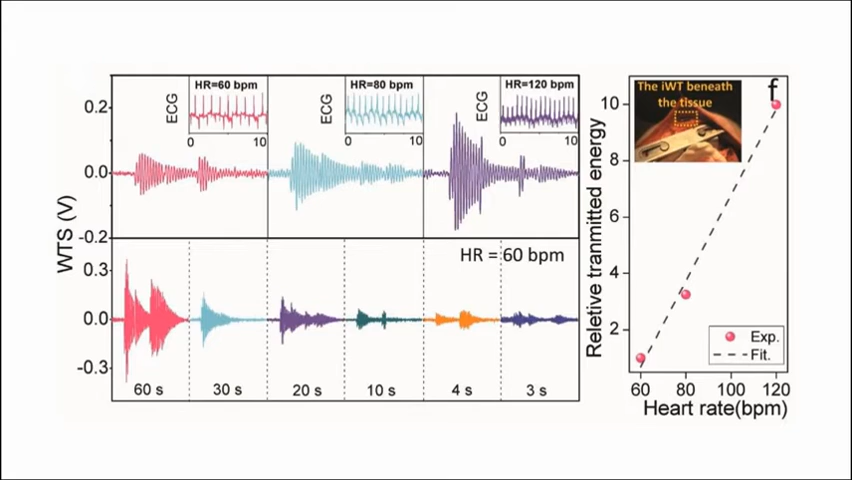 HR=60 bpm
HR=80 bpm
HR=120 bpm
ECG
ECG
ECG
0 10
0 10
0 10
0.2
0.0
-0.2
WTS (V)
HR = 60 bpm
0.3
0.0
-0.3
60 s
30 s
20 s
10 s
4 s
3 s
f
The iWT beneath
the tissue
Reletive tranmitted energy
10
8
6
4
2
Exp.
Fit.
60 80 100 120
Heart rate(bpm)